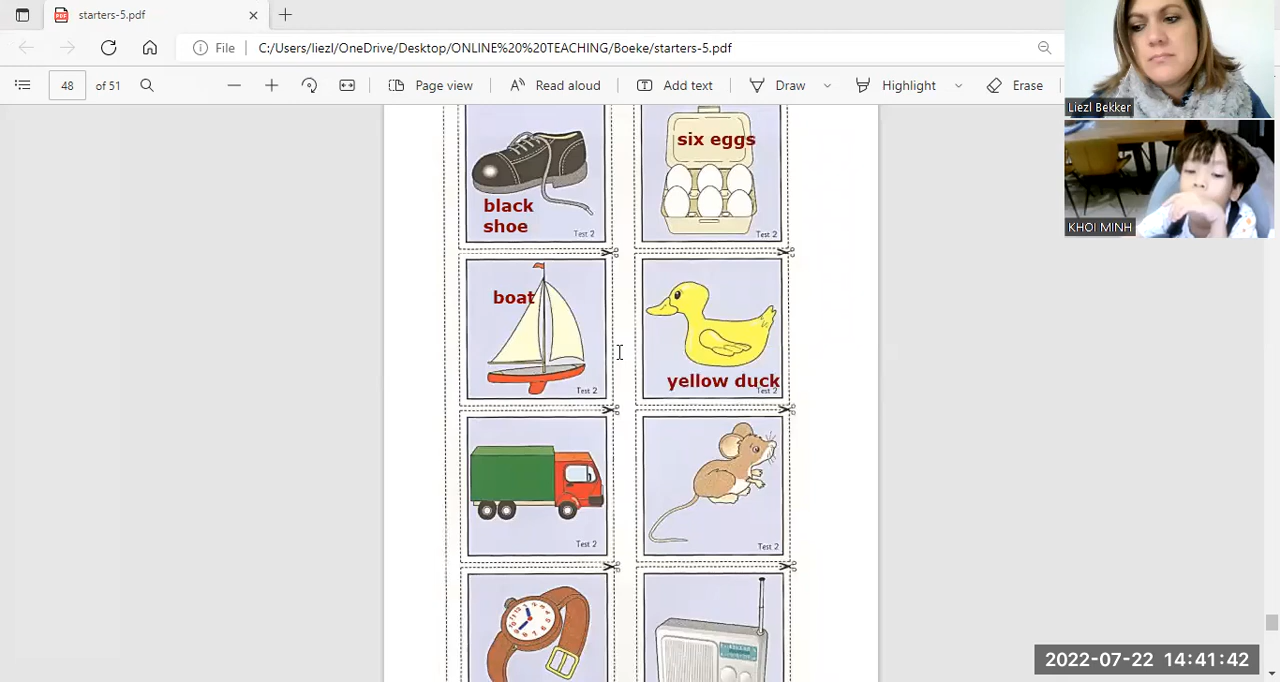 starters-5.pdf
File
C:/Users/liezl/OneDrive/Desktop/ONLINE%20%20TEACHING/Boeke/starters-5.pdf
48 of 51
Page view
Read aloud
Add text
Draw
Highlight
Erase
Liezl Bekker
KHOI MINH
black
shoe
Test 2
six eggs
Test 2
boat
Test 2
yellow duck
Test 2
Test 2
Test 2
2022-07-22 14:41:42